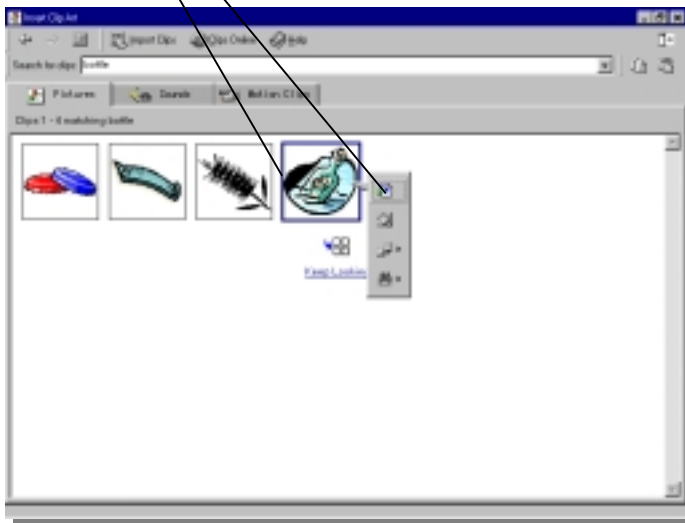 Insert Clip Art
Import Clips Clips Online Help
Search for clips: bottle
Pictures Sounds Motion Clips
Clips 1 - 4 matching bottle
Keep Looking